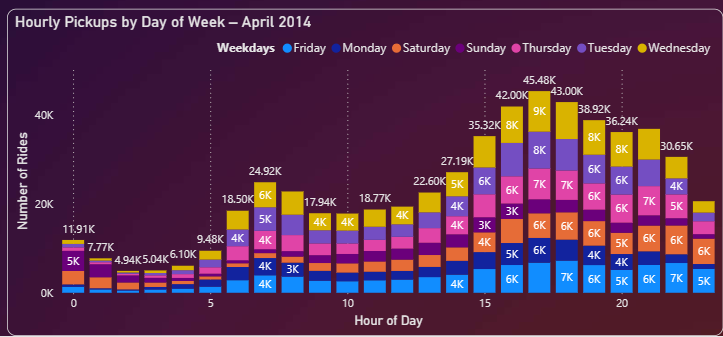 Hourly Pickups by Day of Week – April 2014
Weekdays Friday Monday Saturday Sunday Thursday Tuesday Wednesday
Number of Rides
40K
20K
0K
11.91K
7.77K
4.94K
5.04K
6.10K
9.48K
18.50K
24.92K
17.94K
18.77K
22.60K
27.19K
35.32K
42.00K
45.48K
43.00K
38.92K
36.24K
30.65K
5K
4K
6K
5K
4K
4K
4K
3K
4K
4K
4K
5K
4K
4K
4K
6K
3K
4K
8K
6K
3K
5K
6K
9K
8K
7K
6K
6K
6K
7K
6K
7K
8K
6K
6K
6K
4K
6K
8K
6K
5K
4K
5K
7K
6K
6K
4K
5K
6K
7K
6K
5K
0
5
10
15
20
Hour of Day